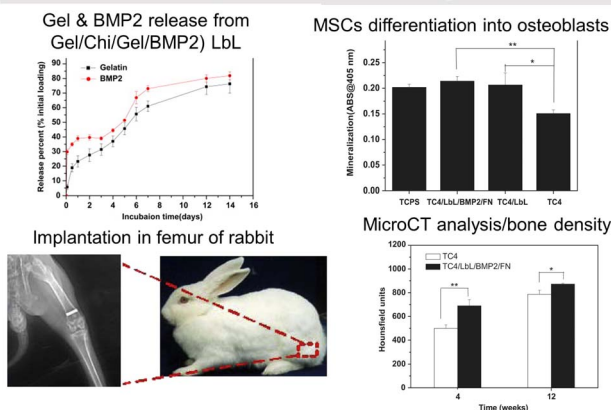 Gel & BMP2 release from
Gel/Chi/Gel/BMP2) LbL
Release percent (% initial loading)
90
80
70
60
50
40
30
20
10
0
Gelatin
BMP2
0 2 4 6 8 10 12 14 16
Incubaion time(days)
MSCs differentiation into osteoblasts
Mineralization(ABS@405 nm)
0.25
0.20
0.15
0.10
0.05
0.00
**
*
TCPS TC4/LbL/BMP2/FN TC4/LbL TC4
Implantation in femur of rabbit
MicroCT analysis/bone density
Hounsfield units
1200
1000
800
600
400
200
0
TC4
TC4/LbL/BMP2/FN
**
*
4 12
Time (weeks)